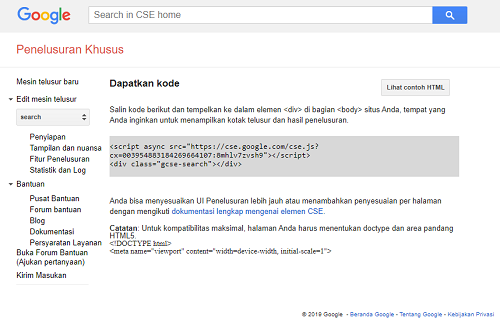 Google
Search in CSE home
Penelusuran Khusus
Mesin telusur baru
Edit mesin telusur
search
Penyiapan
Tampilan dan nuansa
Fitur Penelusuran
Statistik dan Log
Bantuan
Pusat Bantuan
Forum bantuan
Blog
Dokumentasi
Persyaratan Layanan
Buka Forum Bantuan
(Ajukan pertanyaan)
Kirim Masukan
Dapatkan kode
Lihat contoh HTML
Salin kode berikut dan tempelkan ke dalam elemen <div> di bagian <body> situs Anda, tempat yang
Anda inginkan untuk menampilkan kotak telusur dan hasil penelusuran.
<script async src="https://cse.google.com/cse.js?
cx=003954883184269664107:8mhlv7zvsh9"></script>
<div class="gcse-search"></div>
Anda bisa menyesuaikan UI Penelusuran lebih jauh atau menambahkan penyesuaian per halaman
dengan mengikuti dokumentasi lengkap mengenai elemen CSE.
Catatan: Untuk kompatibilitas maksimal, halaman Anda harus menentukan doctype dan area pandang
HTML5.
<!DOCTYPE html>
<meta name="viewport" content="width=device-width, initial-scale=1">
© 2019 Google - Beranda Google - Tentang Google - Kebijakan Privasi